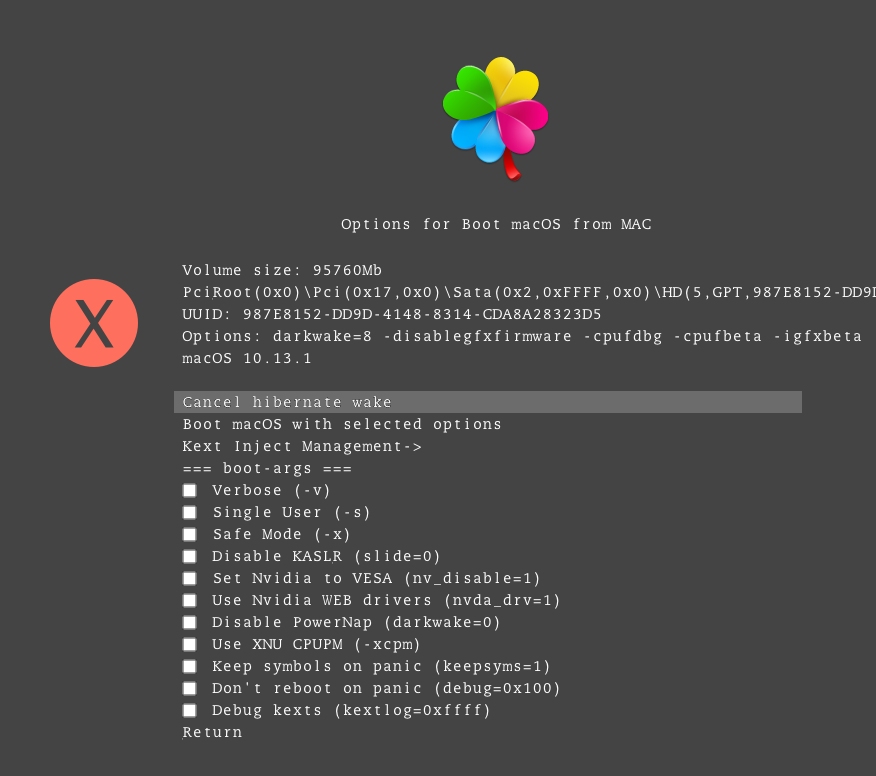 Options for Boot macOS from MAC
Volume size: 95760Mb
PciRoot(0x0)\Pci(0x17,0x0)\Sata(0x2,0xFFFF,0x0)\HD(5,GPT,987E8152-DD9D
UUID: 987E8152-DD9D-4148-8314-CDA8A28323D5
Options: darkwake=8 -disablegfxfirmware -cpufdbg -cpufbeta -igfxbeta
macOS 10.13.1
X
Cancel hibernate wake
Boot macOS with selected options
Kext Inject Management->
=== boot-args ===
Verbose (-v)
Single User (-s)
Safe Mode (-x)
Disable KASLR (slide=0)
Set Nvidia to VESA (nv_disable=1)
Use Nvidia WEB drivers (nvda_drv=1)
Disable PowerNap (darkwake=0)
Use XNU CPUPM (-xcpm)
Keep symbols on panic (keepsyms=1)
Don't reboot on panic (debug=0x100)
Debug kexts (kextlog=0xffff)
Return